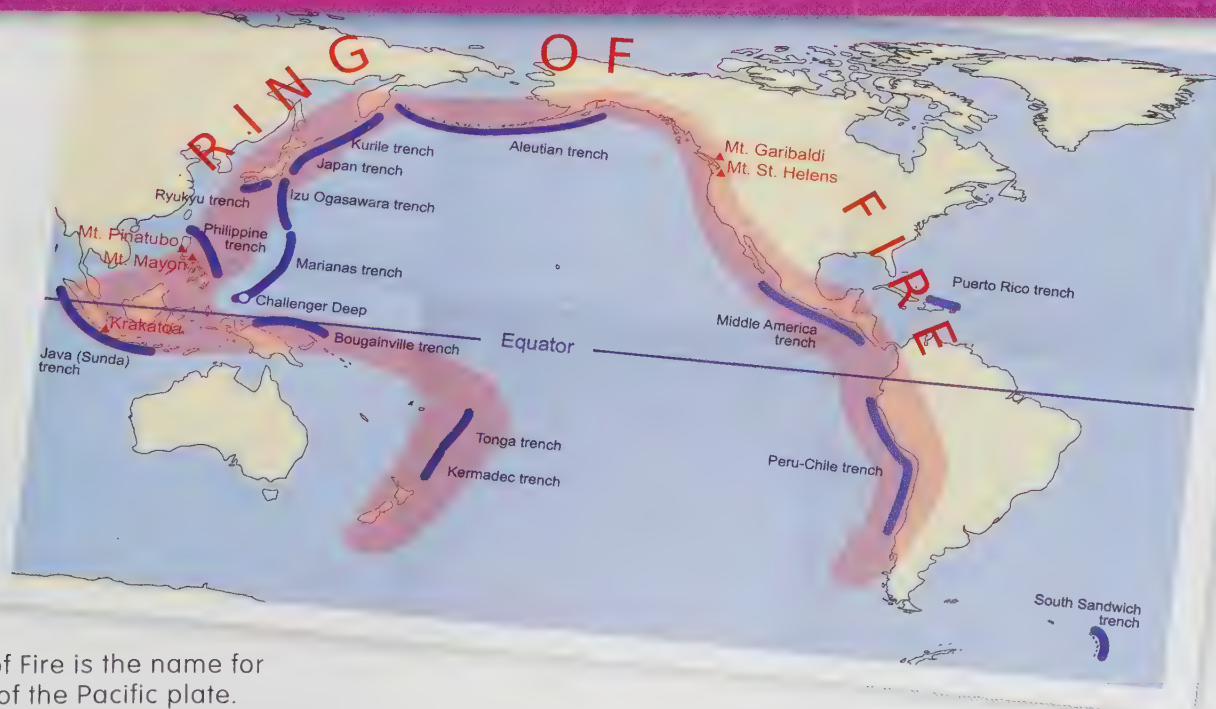 RING OF FIRE
Kurile trench
Aleutian trench
Japan trench
Mt. Garibaldi
Mt. St. Helens
Ryukyu trench
Izu Ogasawara trench
Mt. Pinatubo
Philippine
trench
Mt. Mayon
Marianas trench
Challenger Deep
Puerto Rico trench
Krakatoa
Middle America
trench
Bougainville trench
Equator
Java (Sunda)
trench
Tonga trench
Kermadec trench
Peru-Chile trench
South Sandwich
trench
of Fire is the name for
of the Pacific plate.